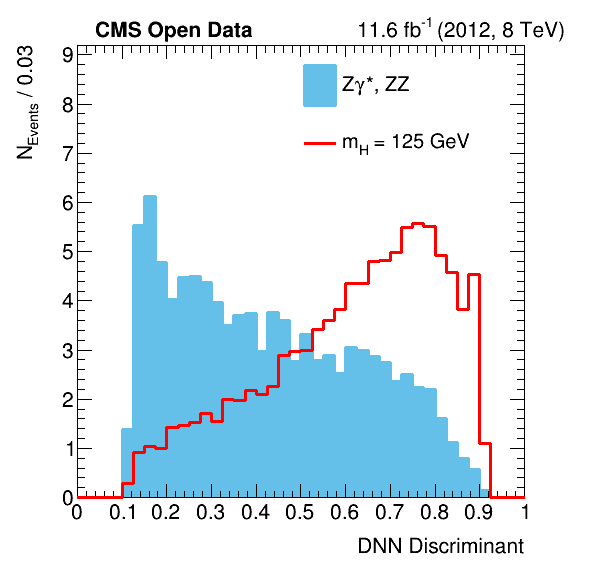 CMS Open Data 11.6 fb⁻¹ (2012, 8 TeV)
N_Events / 0.03
9
8
7
6
5
4
3
2
1
0
Zγ*, ZZ
m_H = 125 GeV
0 0.1 0.2 0.3 0.4 0.5 0.6 0.7 0.8 0.9 1
DNN Discriminant